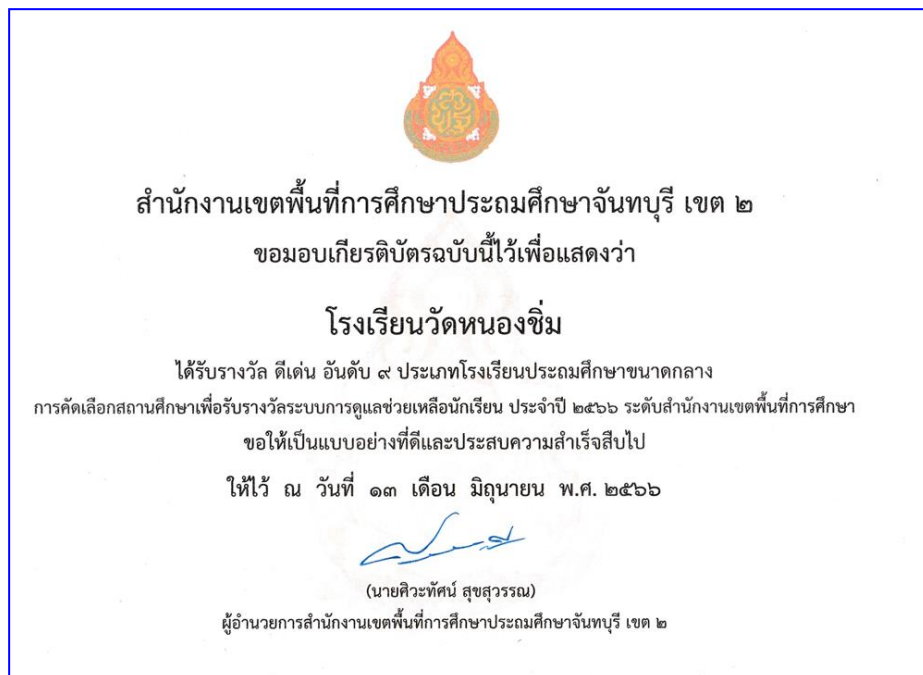 สำนักงานเขตพื้นที่การศึกษาประถมศึกษาจันทบุรี เขต ๒
ขอมอบเกียรติบัตรฉบับนี้ไว้เพื่อแสดงว่า
โรงเรียนวัดหนองชิ่ม
ได้รับรางวัล ดีเด่น อันดับ ๙ ประเภทโรงเรียนประถมศึกษาขนาดกลาง
การคัดเลือกสถานศึกษาเพื่อรับรางวัลระบบการดูแลช่วยเหลือนักเรียน ประจำปี ๒๕๖๖ ระดับสำนักงานเขตพื้นที่การศึกษา
ขอให้เป็นแบบอย่างที่ดีและประสบความสำเร็จสืบไป
ให้ไว้ ณ วันที่ ๑๓ เดือน มิถุนายน พ.ศ. ๒๕๖๖
(นายศิวะทัศน์ สุขสุวรรณ)
ผู้อำนวยการสำนักงานเขตพื้นที่การศึกษาประถมศึกษาจันทบุรี เขต ๒